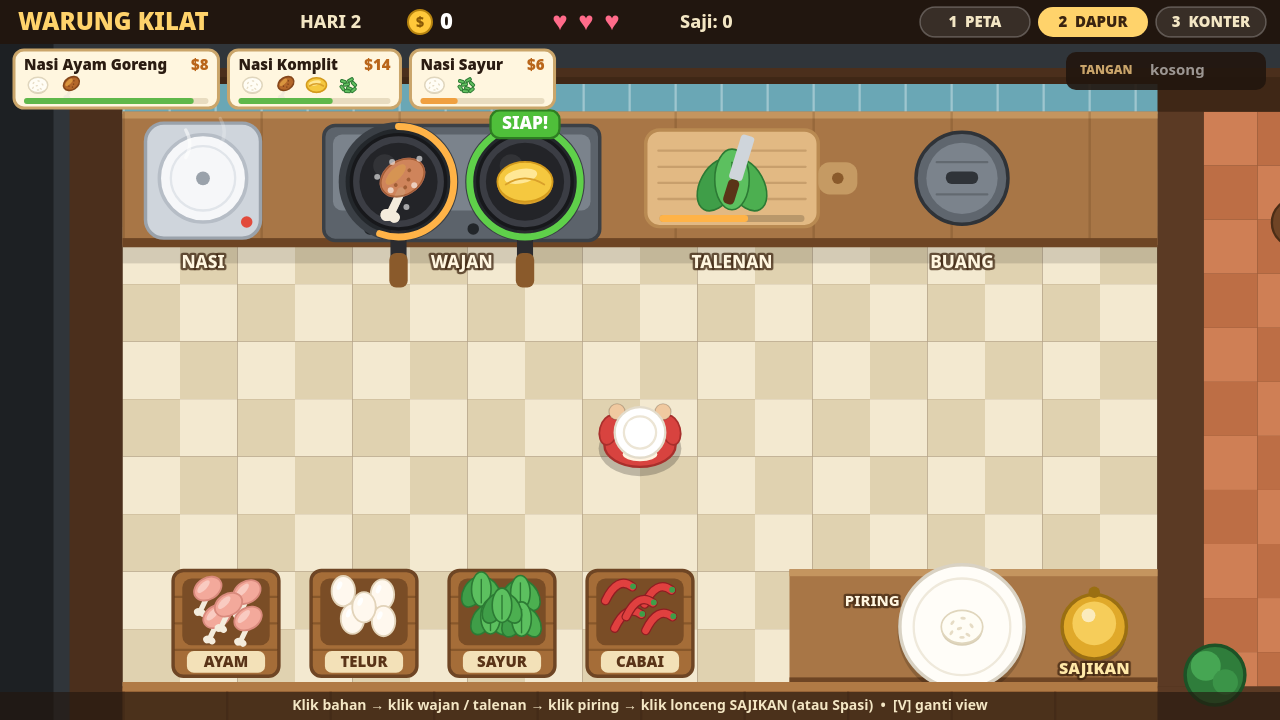 WARUNG KILAT HARI 2 $ 0 ♥ ♥ ♥ Saji: 0 1 PETA 2 DAPUR 3 KONTER
Nasi Ayam Goreng $8
Nasi Komplit $14
Nasi Sayur $6
TANGAN kosong
SIAP!
NASI WAJAN TALENAN BUANG
PIRING
AYAM TELUR SAYUR CABAI SAJIKAN
Klik bahan → klik wajan / talenan → klik piring → klik lonceng SAJIKAN (atau Spasi) • [V] ganti view